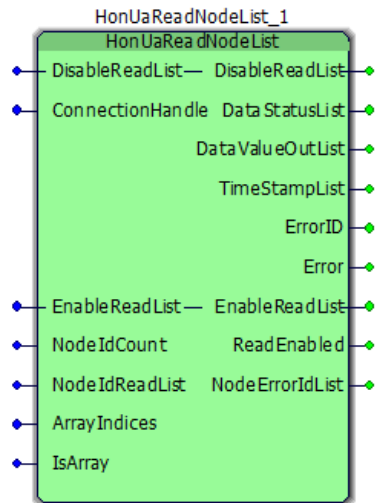 HonUaReadNodeList_1
HonUaReadNodeList
DisableReadList— DisableReadList
ConnectionHandle DataStatusList
DataValueOutList
TimeStampList
ErrorID
Error
EnableReadList— EnableReadList
NodeIdCount ReadEnabled
NodeIdReadList NodeErrorIdList
ArrayIndices
IsArray